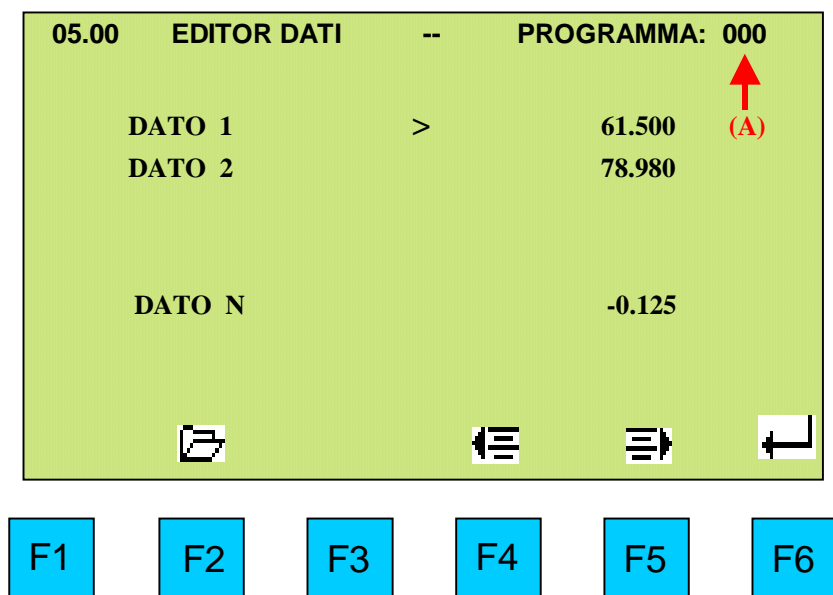 05.00 EDITOR DATI -- PROGRAMMA: 000
DATO 1 > 61.500 (A)
DATO 2 78.980
DATO N -0.125
F1 F2 F3 F4 F5 F6